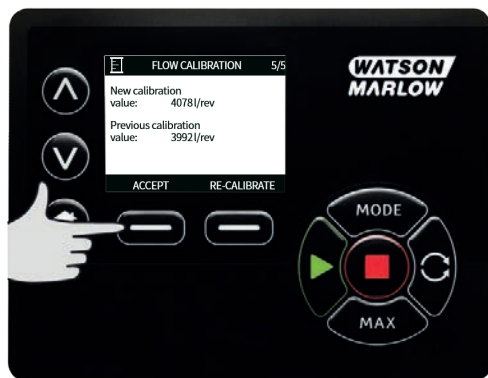 FLOW CALIBRATION 5/5
New calibration
value: 4078l/rev
Previous calibration
value: 3992l/rev
ACCEPT RE-CALIBRATE
WATSON
MARLOW
MODE
MAX